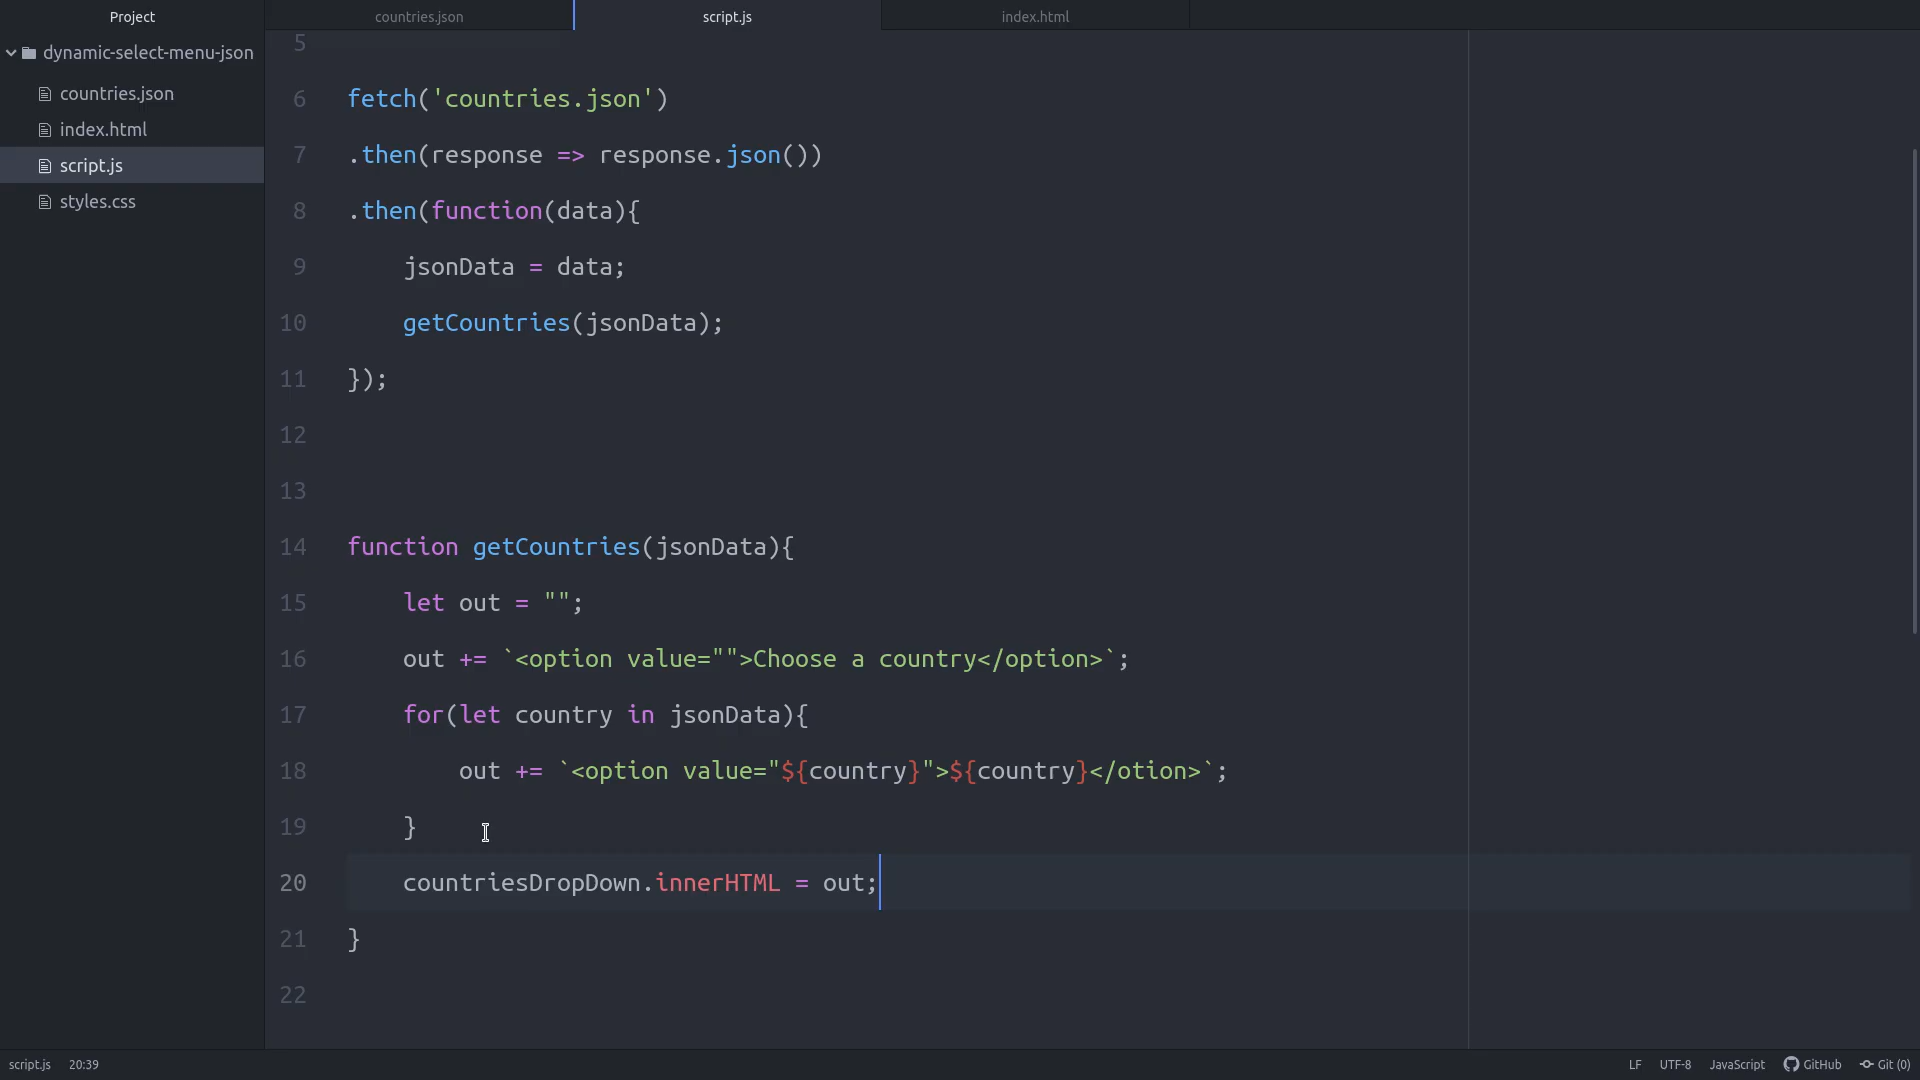 Project
countries.json
script.js
index.html
dynamic-select-menu-json
countries.json
index.html
script.js
styles.css
5
6 fetch('countries.json')
7 .then(response => response.json())
8 .then(function(data){
9 jsonData = data;
10 getCountries(jsonData);
11 });
12
13
14 function getCountries(jsonData){
15 let out = "";
16 out += `<option value="">Choose a country</option>`;
17 for(let country in jsonData){
18 out += `<option value="${country}">${country}</otion>`;
19 }
20 countriesDropDown.innerHTML = out;
21 }
22
script.js 20:39 LF UTF-8 JavaScript GitHub Git (0)